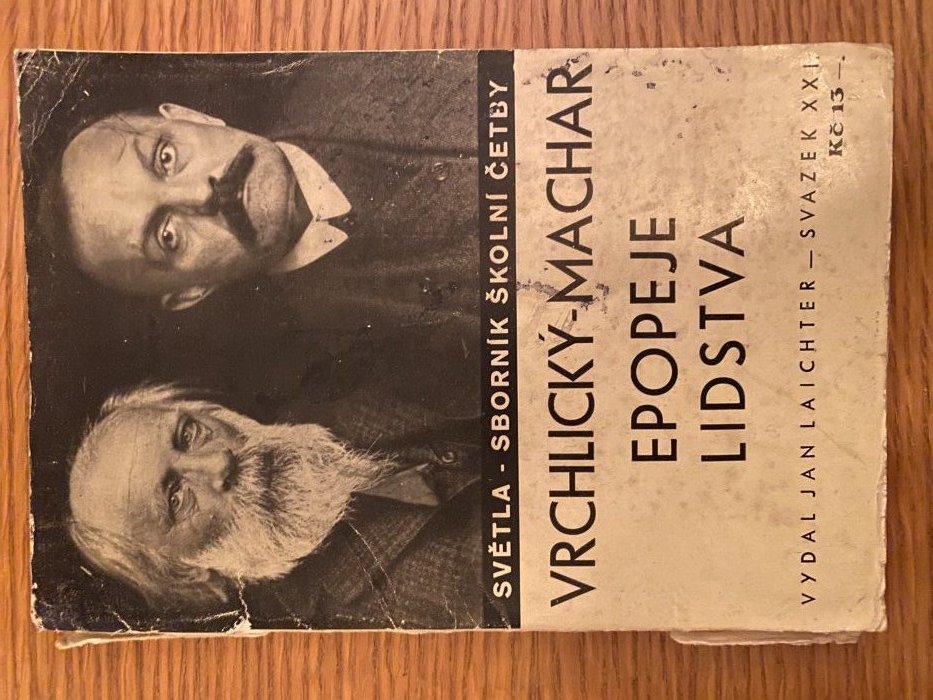 SVĚTLA - SBORNÍK ŠKOLNÍ ČETBY
VRCHLICKÝ-MACHAR
EPOPEJE
LIDSTVA
VYDAL JAN LAICHTER – SVAZEK XXI.
Kč 13–.